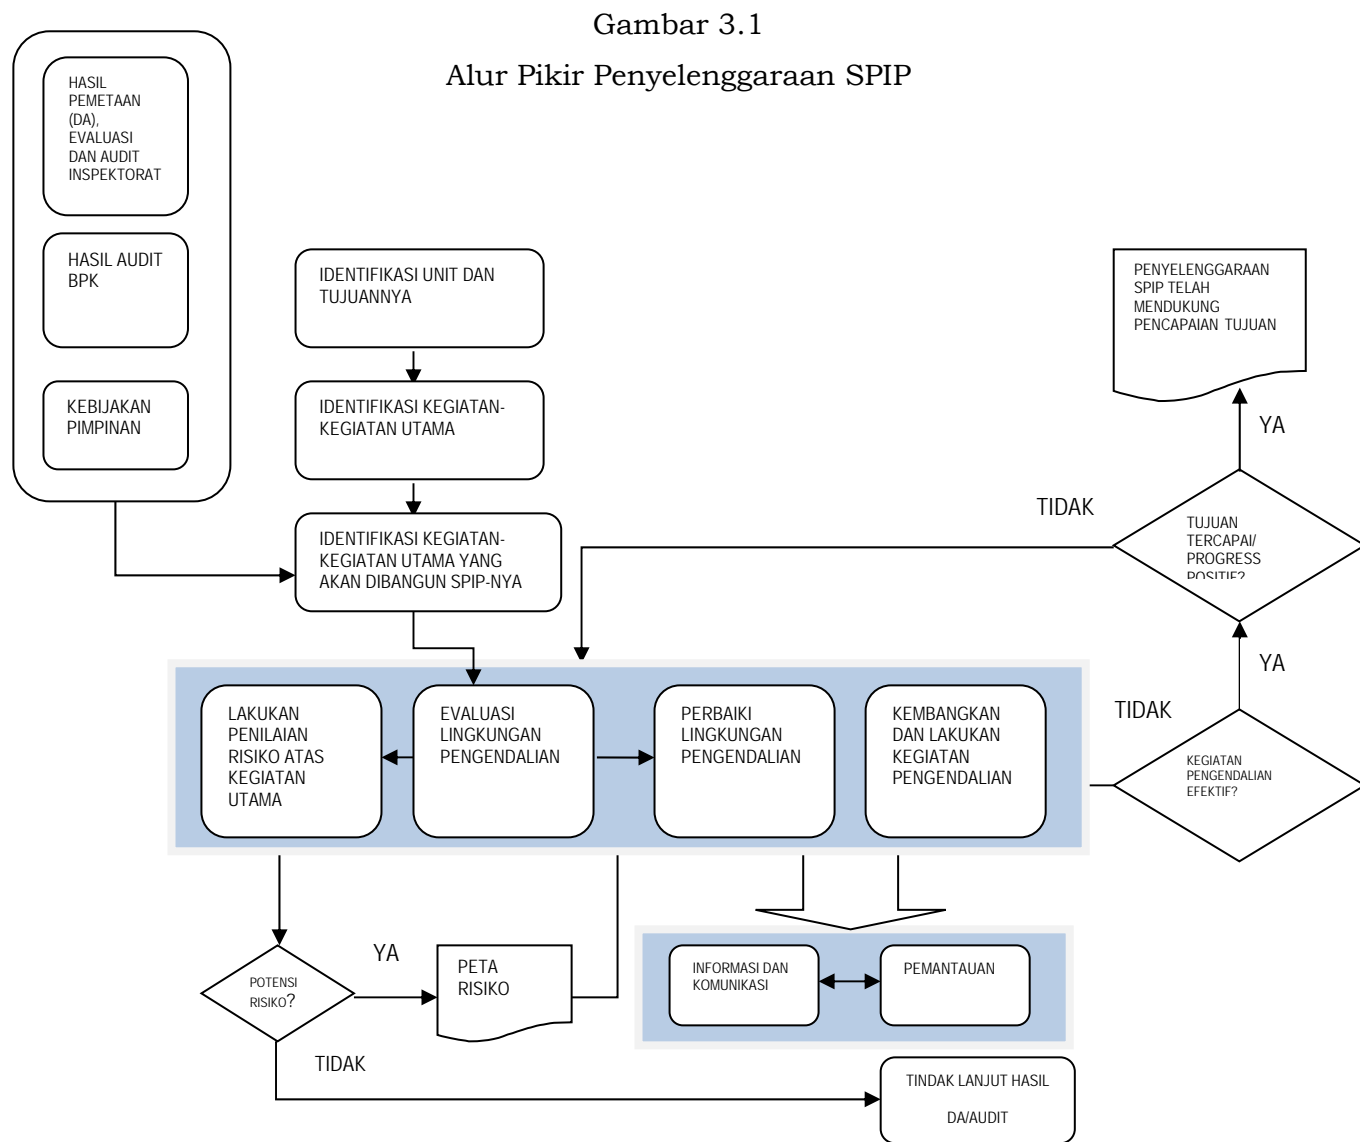 Gambar 3.1
Alur Pikir Penyelenggaraan SPIP
HASIL
PEMETAAN
(DA),
EVALUASI
DAN AUDIT
INSPEKTORAT
HASIL AUDIT
BPK
KEBIJAKAN
PIMPINAN
IDENTIFIKASI UNIT DAN
TUJUANNYA
IDENTIFIKASI KEGIATAN-
KEGIATAN UTAMA
IDENTIFIKASI KEGIATAN-
KEGIATAN UTAMA YANG
AKAN DIBANGUN SPIP-NYA
PENYELENGGARAAN
SPIP TELAH
MENDUKUNG
PENCAPAIAN TUJUAN
YA
TIDAK
TUJUAN
TERCAPAI/
PROGRESS
POSITIF?
YA
TIDAK
KEGIATAN
PENGENDALIAN
EFEKTIF?
LAKUKAN
PENILAIAN
RISIKO ATAS
KEGIATAN
UTAMA
EVALUASI
LINGKUNGAN
PENGENDALIAN
PERBAIKI
LINGKUNGAN
PENGENDALIAN
KEMBANGKAN
DAN LAKUKAN
KEGIATAN
PENGENDALIAN
POTENSI
RISIKO?
YA
PETA
RISIKO
INFORMASI DAN
KOMUNIKASI
PEMANTAUAN
TIDAK
TINDAK LANJUT HASIL
DA/AUDIT